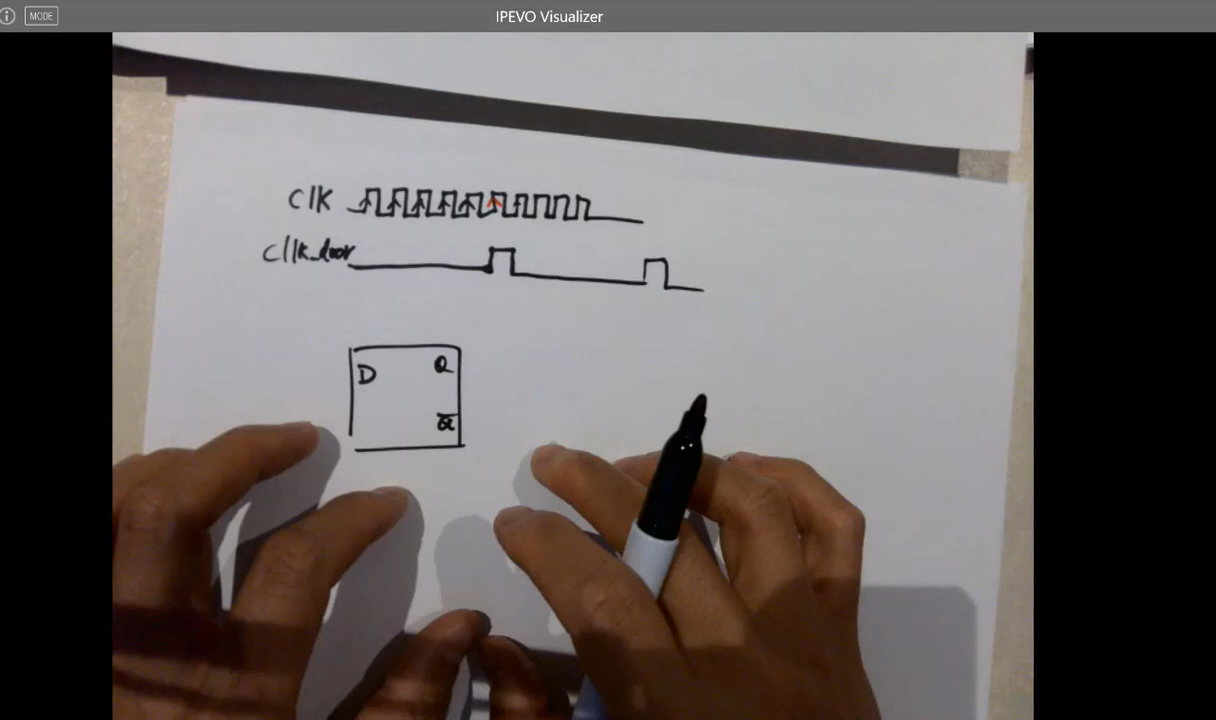 MODE
IPEVO Visualizer
Clk
Clk_door
D Q
Q̅